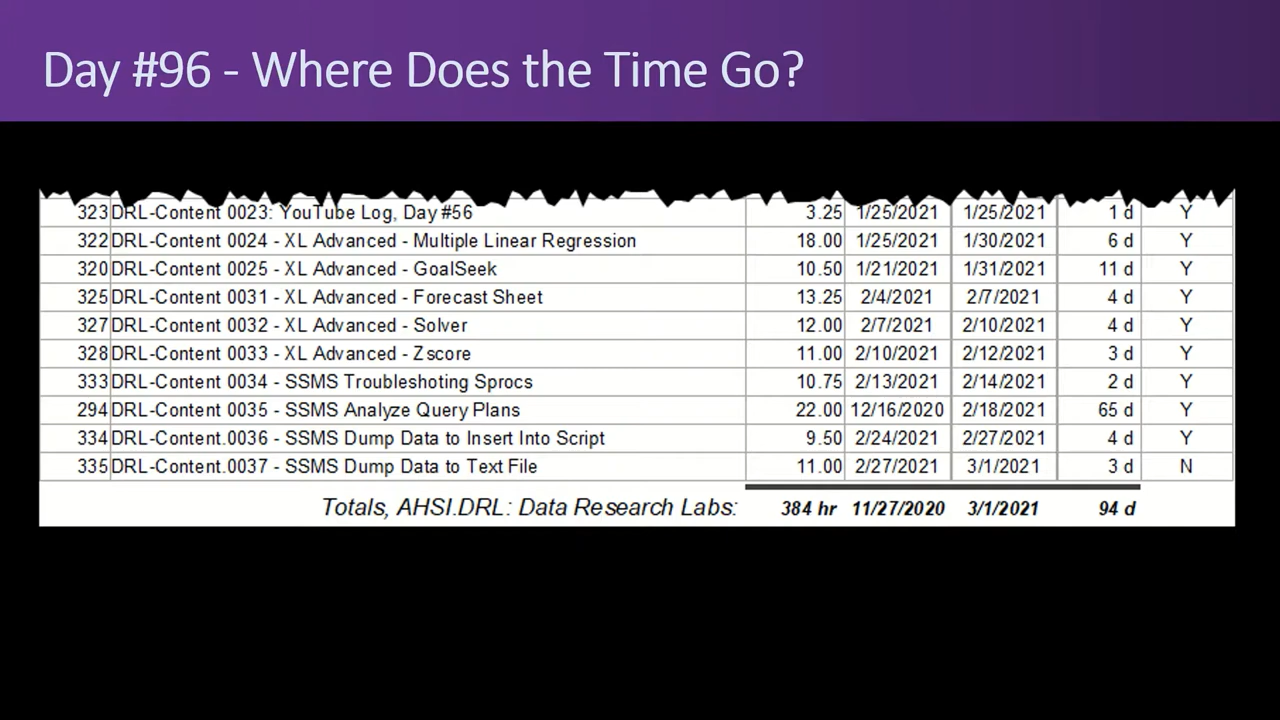 Day #96 - Where Does the Time Go?
323 DRL-Content 0023: YouTube Log, Day #56 3.25 1/25/2021 1/25/2021 1 d Y
322 DRL-Content 0024 - XL Advanced - Multiple Linear Regression 18.00 1/25/2021 1/30/2021 6 d Y
320 DRL-Content 0025 - XL Advanced - GoalSeek 10.50 1/21/2021 1/31/2021 11 d Y
325 DRL-Content 0031 - XL Advanced - Forecast Sheet 13.25 2/4/2021 2/7/2021 4 d Y
327 DRL-Content 0032 - XL Advanced - Solver 12.00 2/7/2021 2/10/2021 4 d Y
328 DRL-Content 0033 - XL Advanced - Zscore 11.00 2/10/2021 2/12/2021 3 d Y
333 DRL-Content 0034 - SSMS Troubleshoting Sprocs 10.75 2/13/2021 2/14/2021 2 d Y
294 DRL-Content 0035 - SSMS Analyze Query Plans 22.00 12/16/2020 2/18/2021 65 d Y
334 DRL-Content.0036 - SSMS Dump Data to Insert Into Script 9.50 2/24/2021 2/27/2021 4 d Y
335 DRL-Content.0037 - SSMS Dump Data to Text File 11.00 2/27/2021 3/1/2021 3 d N
Totals, AHSI.DRL: Data Research Labs: 384 hr 11/27/2020 3/1/2021 94 d